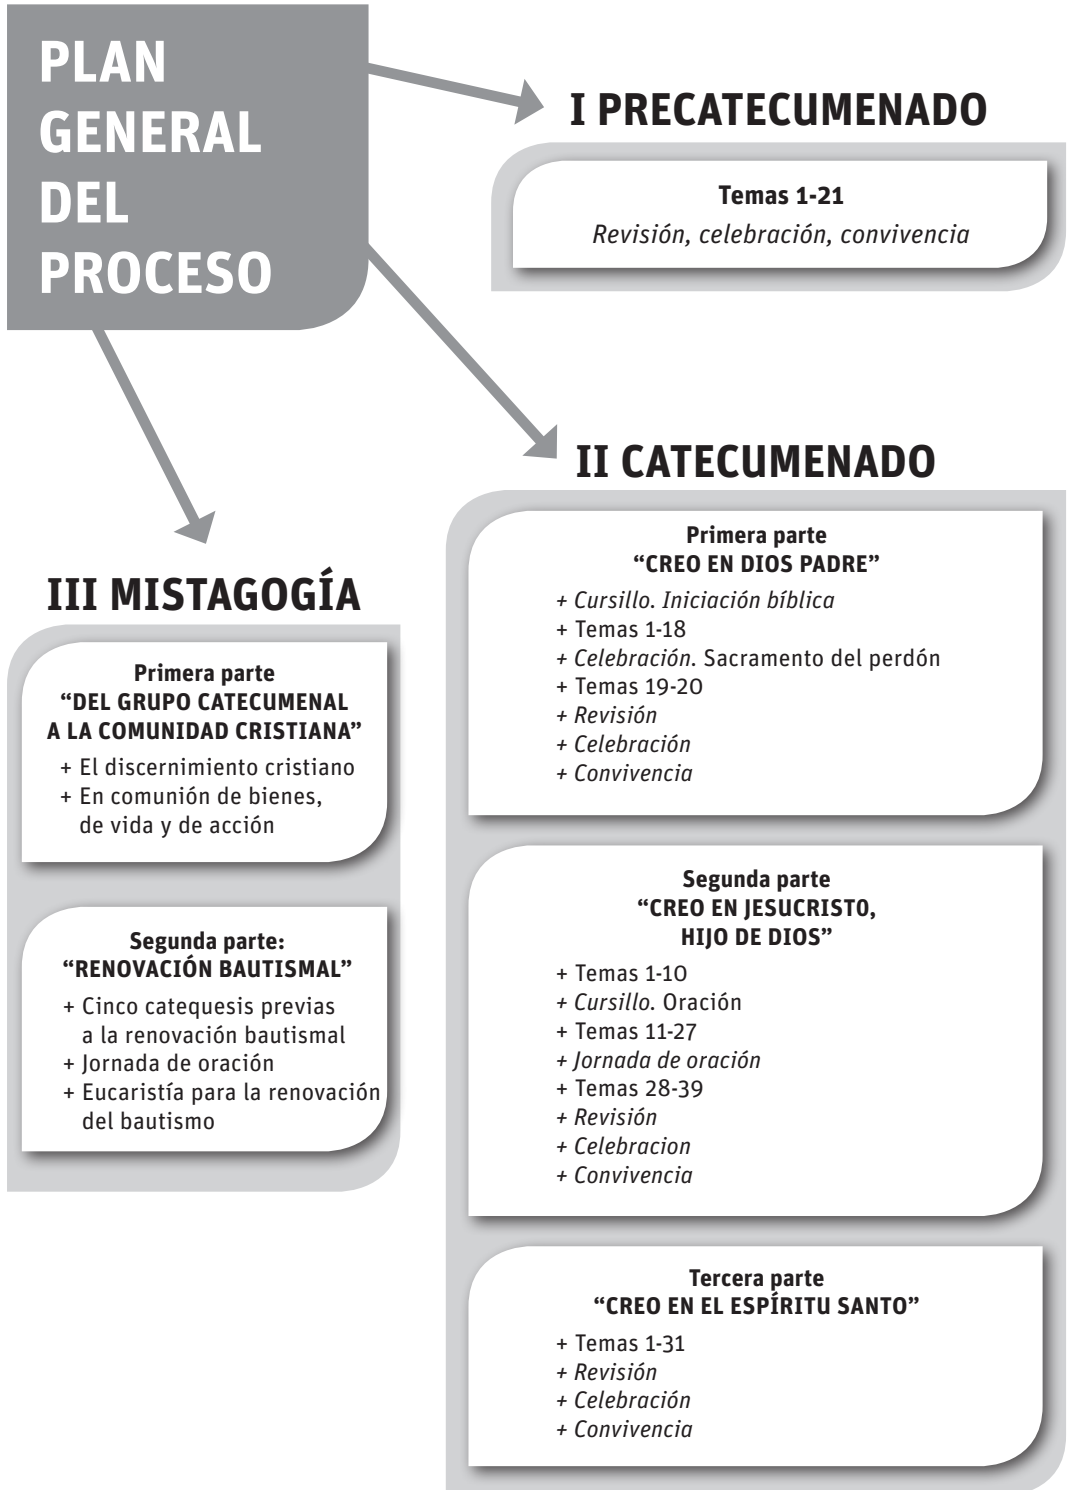 PLAN
GENERAL
DEL
PROCESO
I PRECATECUMENADO
Temas 1-21
Revisión, celebración, convivencia
II CATECUMENADO
Primera parte
“CREO EN DIOS PADRE”
+ Cursillo. Iniciación bíblica
+ Temas 1-18
+ Celebración. Sacramento del perdón
+ Temas 19-20
+ Revisión
+ Celebración
+ Convivencia
Segunda parte
“CREO EN JESUCRISTO,
HIJO DE DIOS”
+ Temas 1-10
+ Cursillo. Oración
+ Temas 11-27
+ Jornada de oración
+ Temas 28-39
+ Revisión
+ Celebracion
+ Convivencia
Tercera parte
“CREO EN EL ESPÍRITU SANTO”
+ Temas 1-31
+ Revisión
+ Celebración
+ Convivencia
III MISTAGOGÍA
Primera parte
“DEL GRUPO CATECUMENAL
A LA COMUNIDAD CRISTIANA”
+ El discernimiento cristiano
+ En comunión de bienes,
de vida y de acción
Segunda parte:
“RENOVACIÓN BAUTISMAL”
+ Cinco catequesis previas
a la renovación bautismal
+ Jornada de oración
+ Eucaristía para la renovación
del bautismo